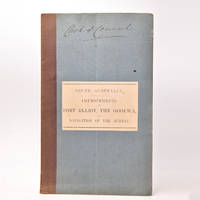 SOUTH AUSTRALIA,
IMPROVEMENTS
PORT ELLIOT, THE GOOLWA,
NAVIGATION OF THE MURRAY.